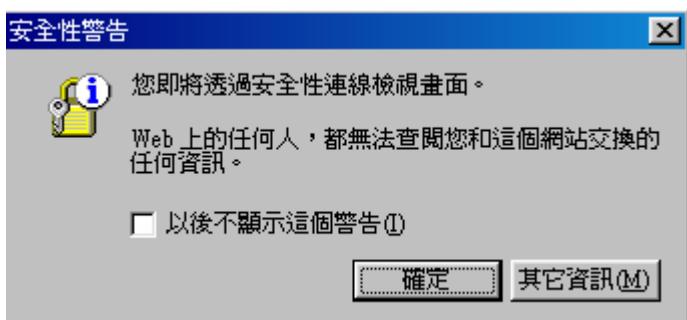 安全性警告
您即將透過安全性連線檢視畫面。
Web 上的任何人，都無法查閱您和這個網站交換的
任何資訊。
以後不顯示這個警告(I)
確定
其它資訊(M)